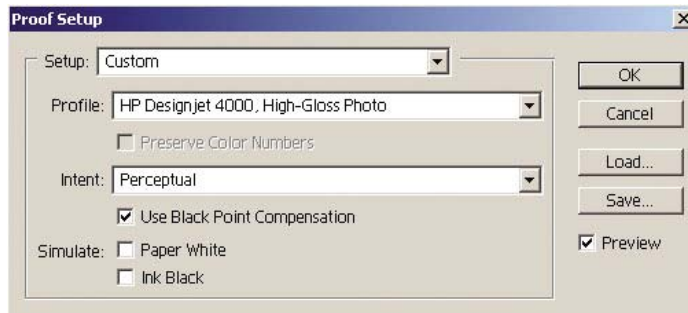 Proof Setup
Setup: Custom
OK
Profile: HP Designjet 4000, High-Gloss Photo
Cancel
Preserve Color Numbers
Load...
Intent: Perceptual
Save...
Use Black Point Compensation
Preview
Simulate: Paper White
Ink Black